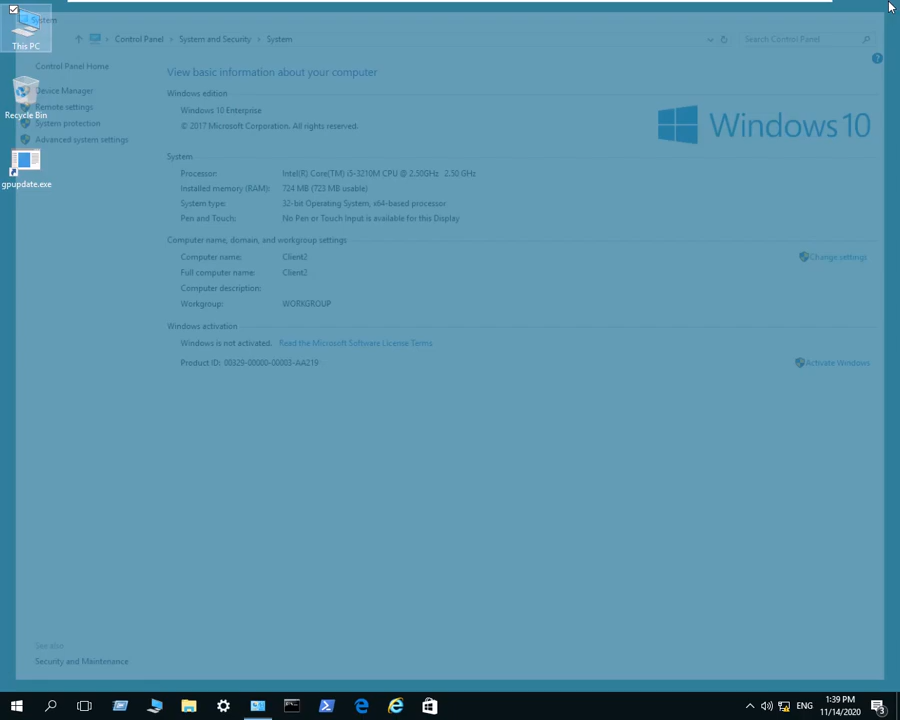 System
This PC
Control Panel > System and Security > System
Search Control Panel
Control Panel Home
View basic information about your computer
Device Manager
Windows edition
Remote settings
Windows 10 Enterprise
Recycle Bin
System protection
© 2017 Microsoft Corporation. All rights reserved.
Windows 10
Advanced system settings
System
gpupdate.exe
Processor: Intel(R) Core(TM) i5-3210M CPU @ 2.50GHz 2.50 GHz
Installed memory (RAM): 724 MB (723 MB usable)
System type: 32-bit Operating System, x64-based processor
Pen and Touch: No Pen or Touch Input is available for this Display
Computer name, domain, and workgroup settings
Computer name: Client2
Change settings
Full computer name: Client2
Computer description:
Workgroup: WORKGROUP
Windows activation
Windows is not activated. Read the Microsoft Software License Terms
Product ID: 00329-00000-00003-AA219
Activate Windows
See also
Security and Maintenance
ENG
1:39 PM
11/14/2020
3